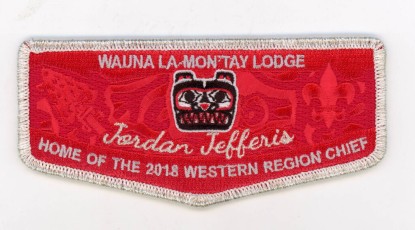 WAUNA LA-MON'TAY LODGE
Jordan Jefferis
HOME OF THE 2018 WESTERN REGION CHIEF